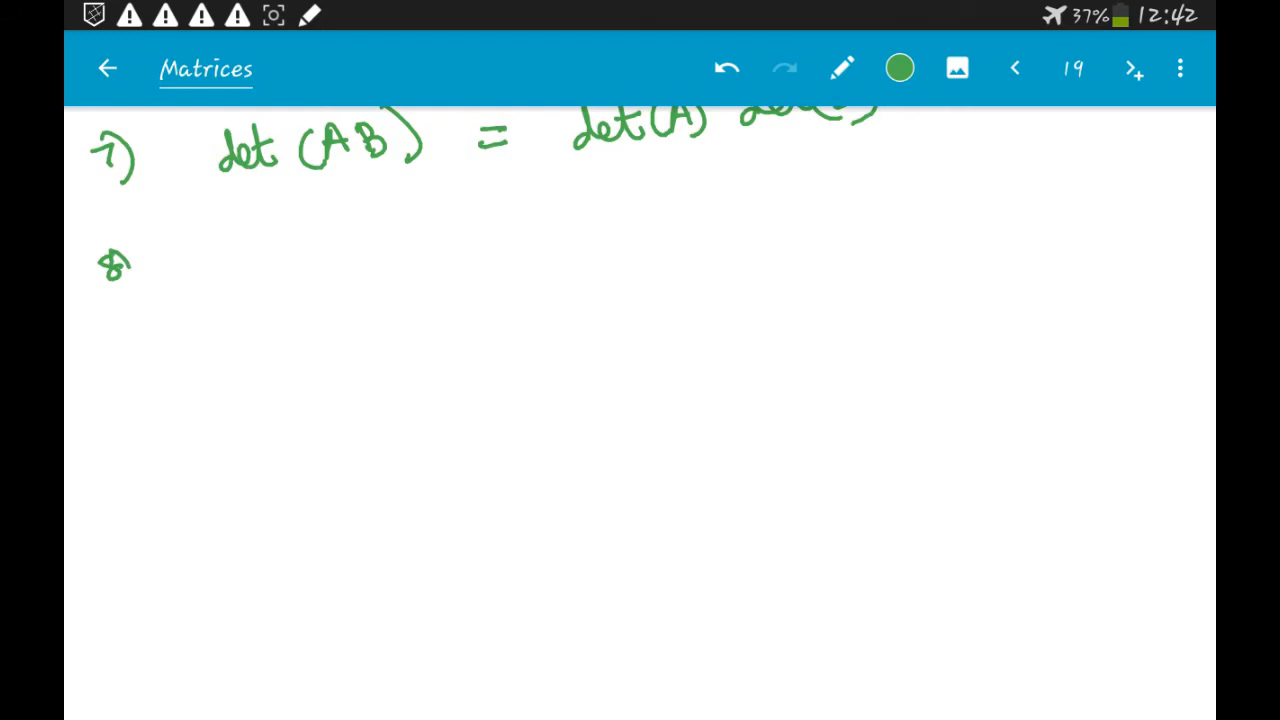 37% 12:42
Matrices
19
7) det (AB) = det(A)
8)